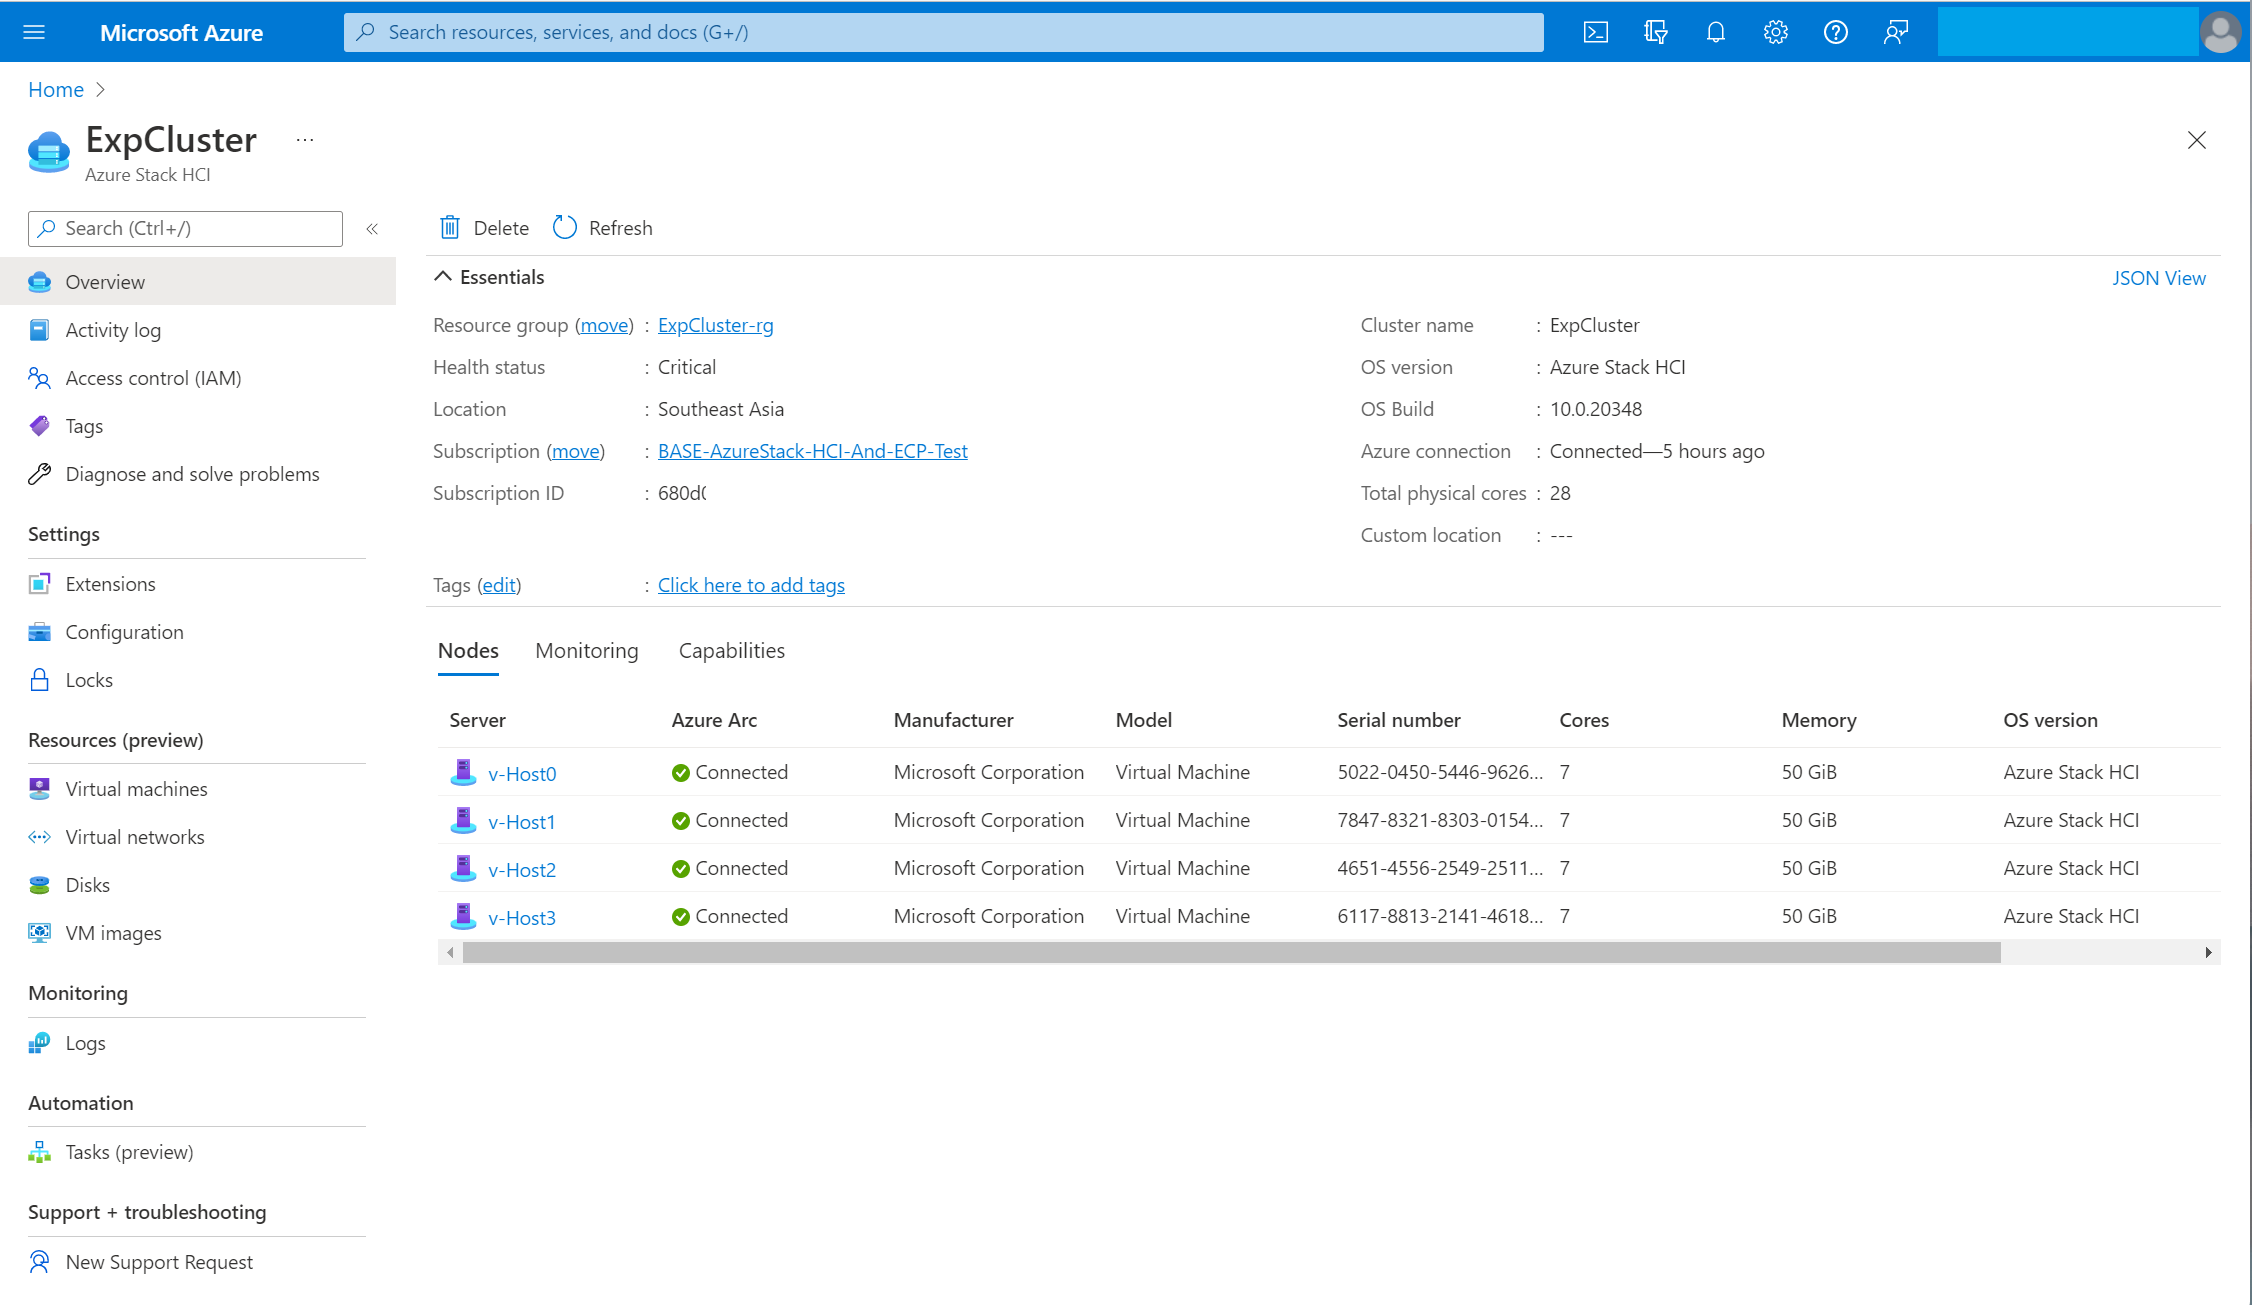 Microsoft Azure
Search resources, services, and docs (G+/)
Home
ExpCluster
Azure Stack HCI
Search (Ctrl+/)
Overview
Activity log
Access control (IAM)
Tags
Diagnose and solve problems
Settings
Extensions
Configuration
Locks
Resources (preview)
Virtual machines
Virtual networks
Disks
VM images
Monitoring
Logs
Automation
Tasks (preview)
Support + troubleshooting
New Support Request
Delete Refresh
Essentials JSON View
Resource group (move) : ExpCluster-rg
Health status : Critical
Location : Southeast Asia
Subscription (move) : BASE-AzureStack-HCI-And-ECP-Test
Subscription ID : 680d
Cluster name : ExpCluster
OS version : Azure Stack HCI
OS Build : 10.0.20348
Azure connection : Connected—5 hours ago
Total physical cores : 28
Custom location : ---
Tags (edit) : Click here to add tags
Nodes Monitoring Capabilities
Server Azure Arc Manufacturer Model Serial number Cores Memory OS version
v-Host0 Connected Microsoft Corporation Virtual Machine 5022-0450-5446-9626... 7 50 GiB Azure Stack HCI
v-Host1 Connected Microsoft Corporation Virtual Machine 7847-8321-8303-0154... 7 50 GiB Azure Stack HCI
v-Host2 Connected Microsoft Corporation Virtual Machine 4651-4556-2549-2511... 7 50 GiB Azure Stack HCI
v-Host3 Connected Microsoft Corporation Virtual Machine 6117-8813-2141-4618... 7 50 GiB Azure Stack HCI